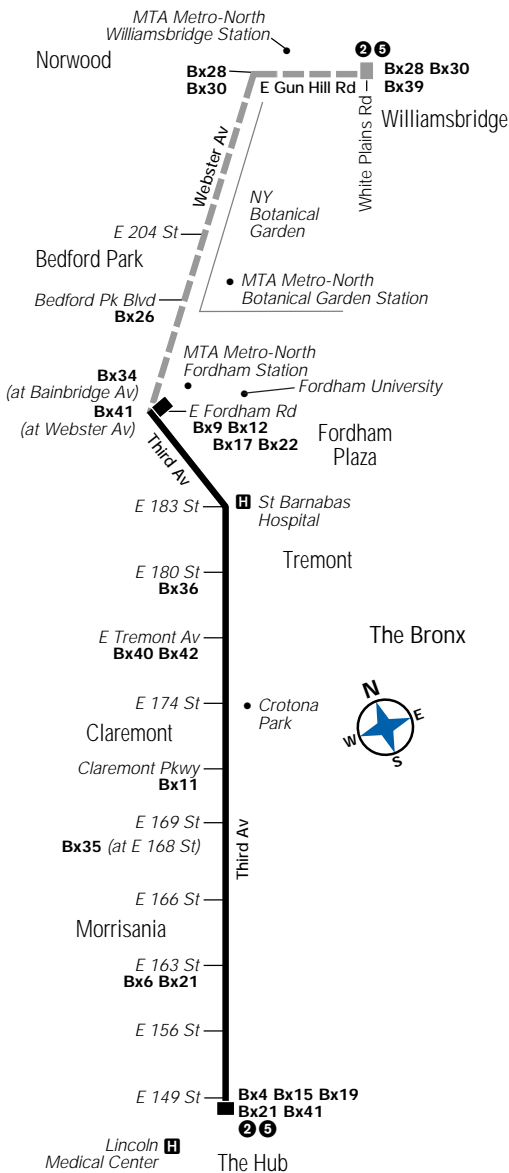 MTA Metro-North
Williamsbridge Station
Norwood
2 5
Bx28
Bx30
E Gun Hill Rd
Bx28 Bx30
Bx39
White Plains Rd
Williamsbridge
Webster Av
NY
Botanical
Garden
E 204 St
Bedford Park
MTA Metro-North
Botanical Garden Station
Bedford Pk Blvd
Bx26
MTA Metro-North
Fordham Station
Bx34
(at Bainbridge Av)
Fordham University
Bx41
(at Webster Av)
E Fordham Rd
Bx9 Bx12
Bx17 Bx22
Fordham
Plaza
Third Av
E 183 St
H St Barnabas
Hospital
Tremont
E 180 St
Bx36
E Tremont Av
Bx40 Bx42
The Bronx
E 174 St
Crotona
Park
N
E
W
S
Claremont
Claremont Pkwy
Bx11
E 169 St
Bx35 (at E 168 St)
Third Av
E 166 St
Morrisania
E 163 St
Bx6 Bx21
E 156 St
E 149 St
Bx4 Bx15 Bx19
Bx21 Bx41
2 5
Lincoln H
Medical Center
The Hub